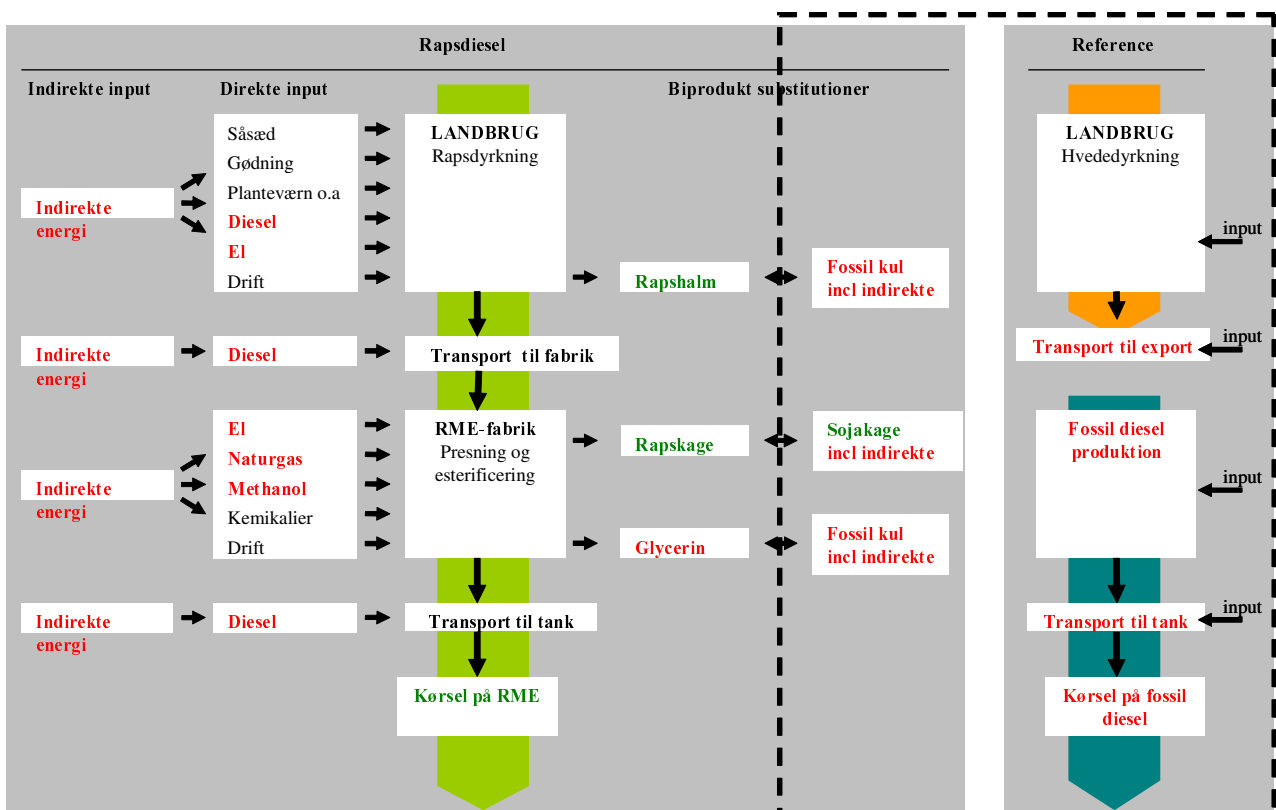 Rapsdiesel
Reference
Indirekte input
Direkte input
Biprodukt substitutioner
Såsæd
Gødning
Planteværn o.a
Diesel
El
Drift
Indirekte
energi
LANDBRUG
Rapsdyrkning
Rapshalm
Fossil kul
incl indirekte
LANDBRUG
Hvededyrkning
input
Indirekte
energi
Diesel
Transport til fabrik
Transport til export
input
El
Naturgas
Methanol
Kemikalier
Drift
Indirekte
energi
RME-fabrik
Presning og
esterificering
Rapskage
Sojakage
incl indirekte
Glycerin
Fossil kul
incl indirekte
Fossil diesel
produktion
input
Indirekte
energi
Diesel
Transport til tank
Transport til tank
input
Kørsel på RME
Kørsel på fossil
diesel